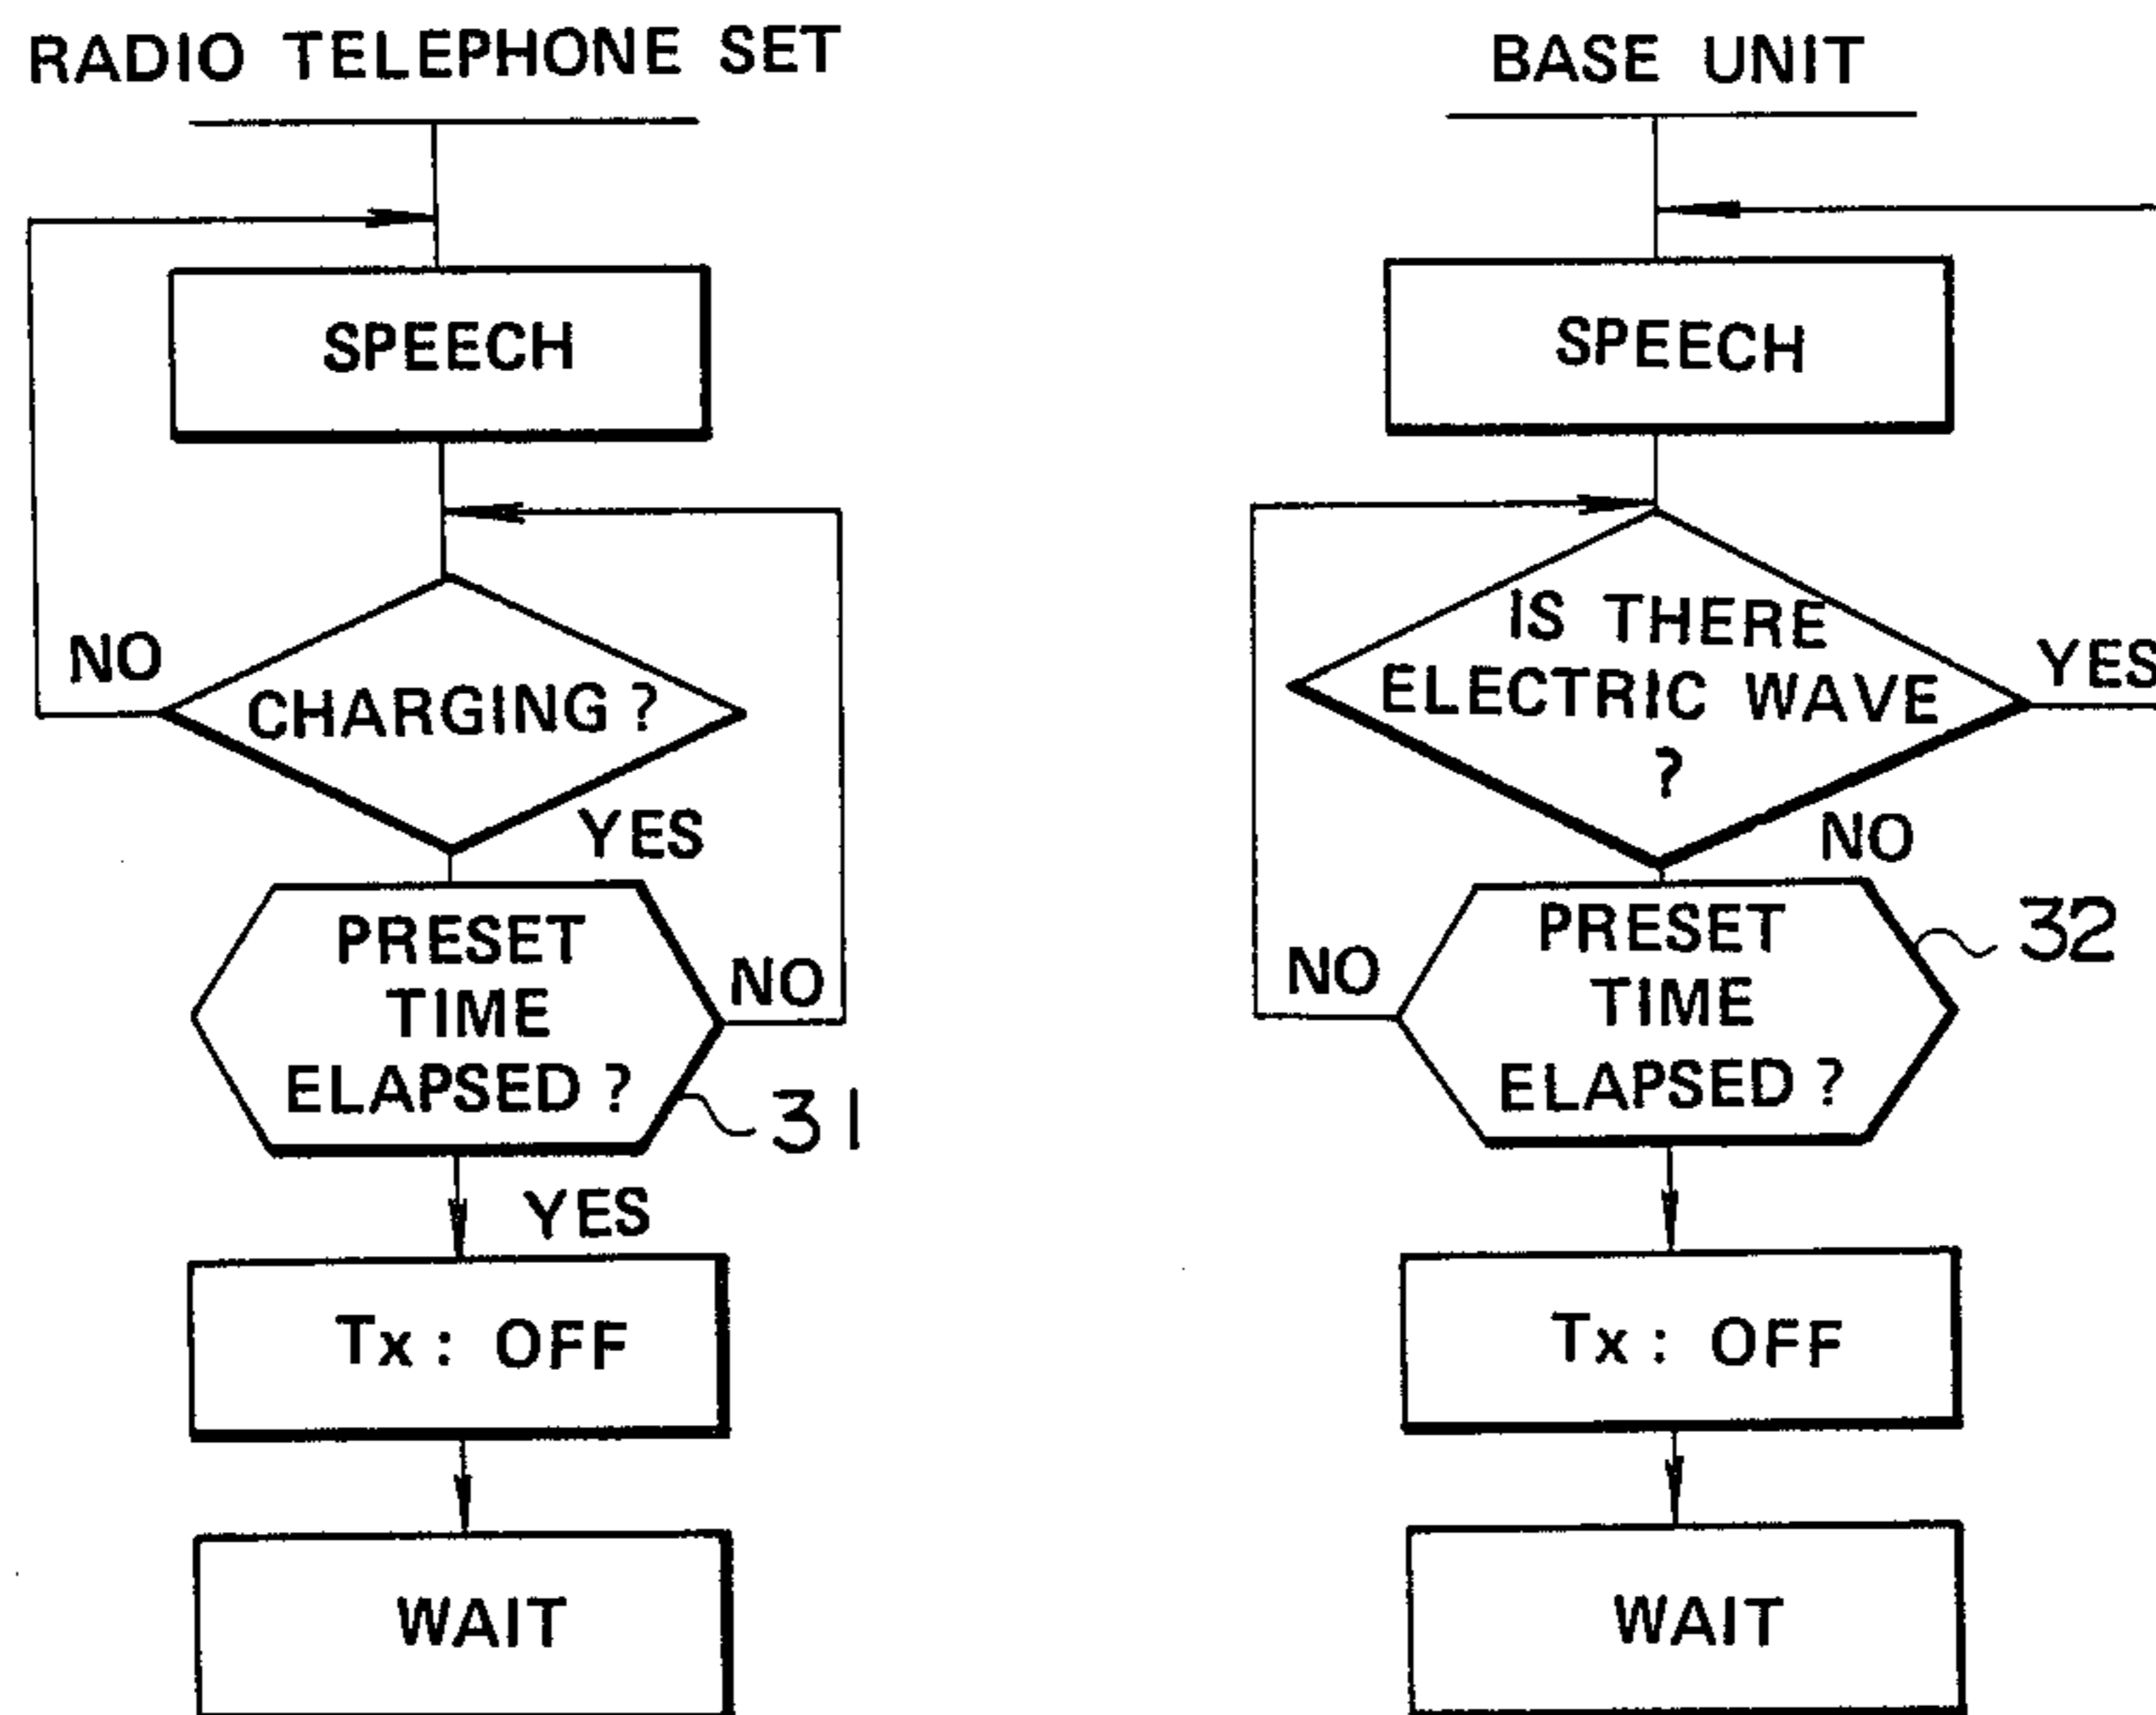 RADIO TELEPHONE SET
SPEECH
NO
CHARGING ?
YES
PRESET
TIME
ELAPSED ?
NO
31
YES
Tx : OFF
WAIT
BASE UNIT
SPEECH
IS THERE
ELECTRIC WAVE
?
YES
NO
PRESET
TIME
ELAPSED ?
32
NO
Tx : OFF
WAIT